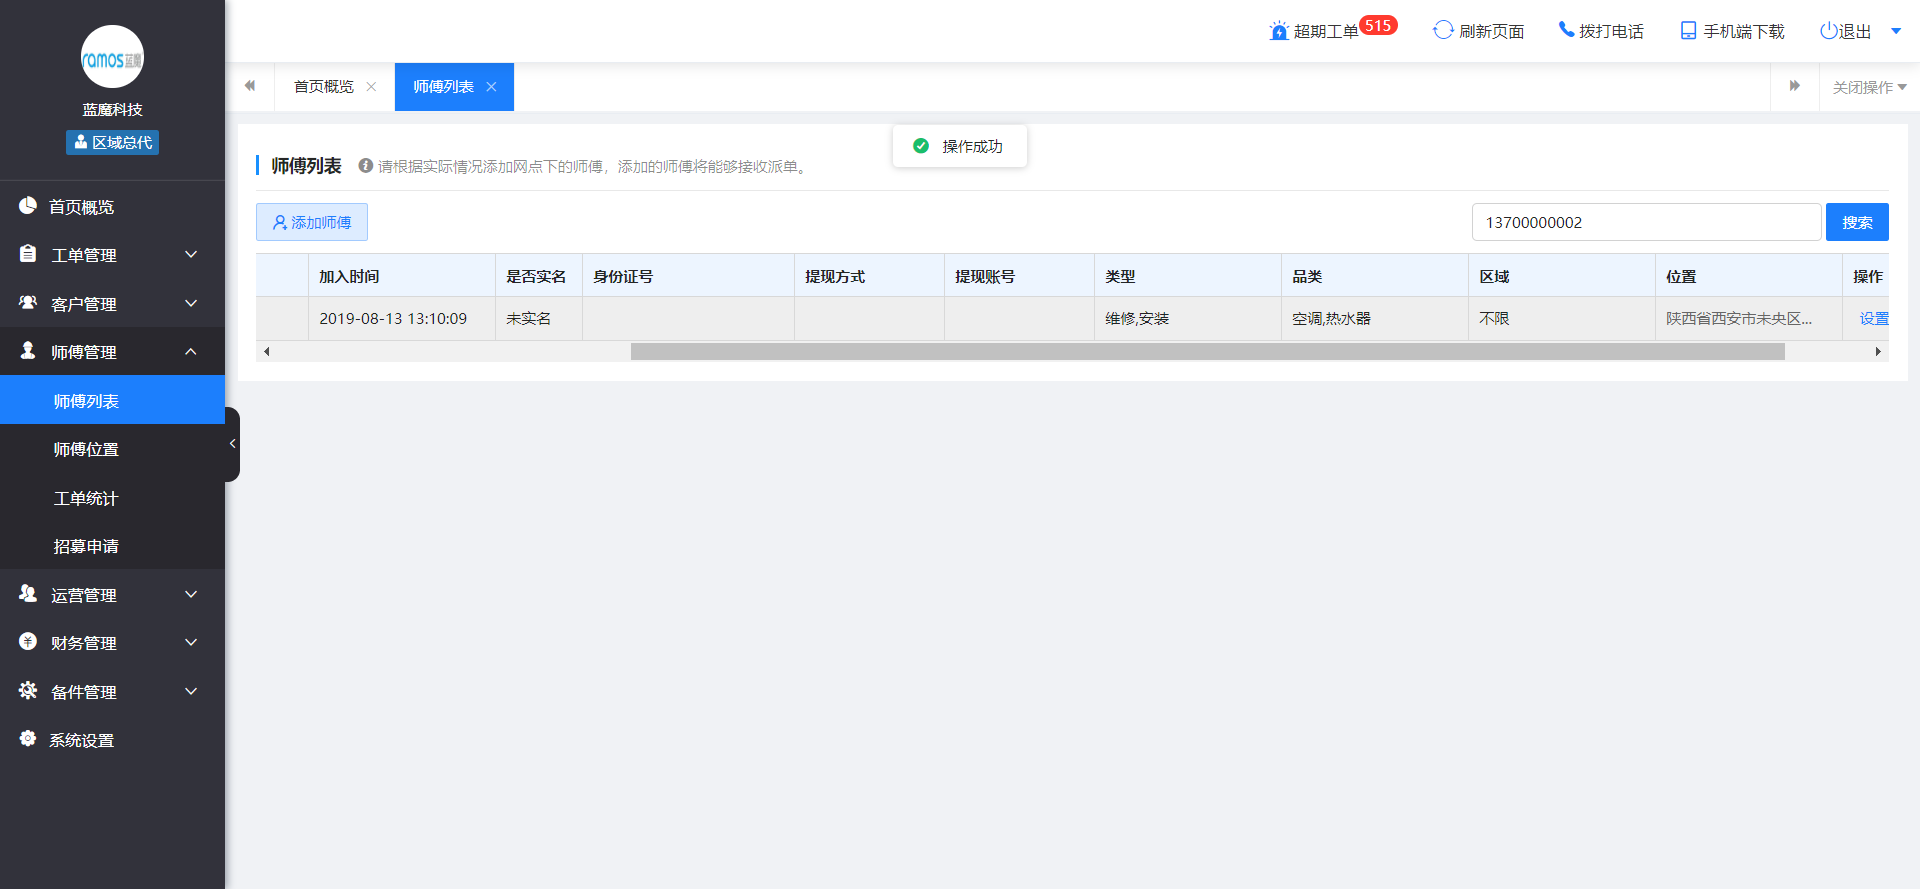 ramos蓝魔
蓝魔科技
区域总代
首页概览
工单管理
客户管理
师傅管理
师傅列表
师傅位置
工单统计
招募申请
运营管理
财务管理
备件管理
系统设置
超期工单 515 刷新页面 拨打电话 手机端下载 退出
首页概览 师傅列表 关闭操作
操作成功
师傅列表 请根据实际情况添加网点下的师傅，添加的师傅将能够接收派单。
添加师傅 13700000002 搜索
加入时间 是否实名 身份证号 提现方式 提现账号 类型 品类 区域 位置 操作
2019-08-13 13:10:09 未实名 维修,安装 空调,热水器 不限 陕西省西安市未央区... 设置